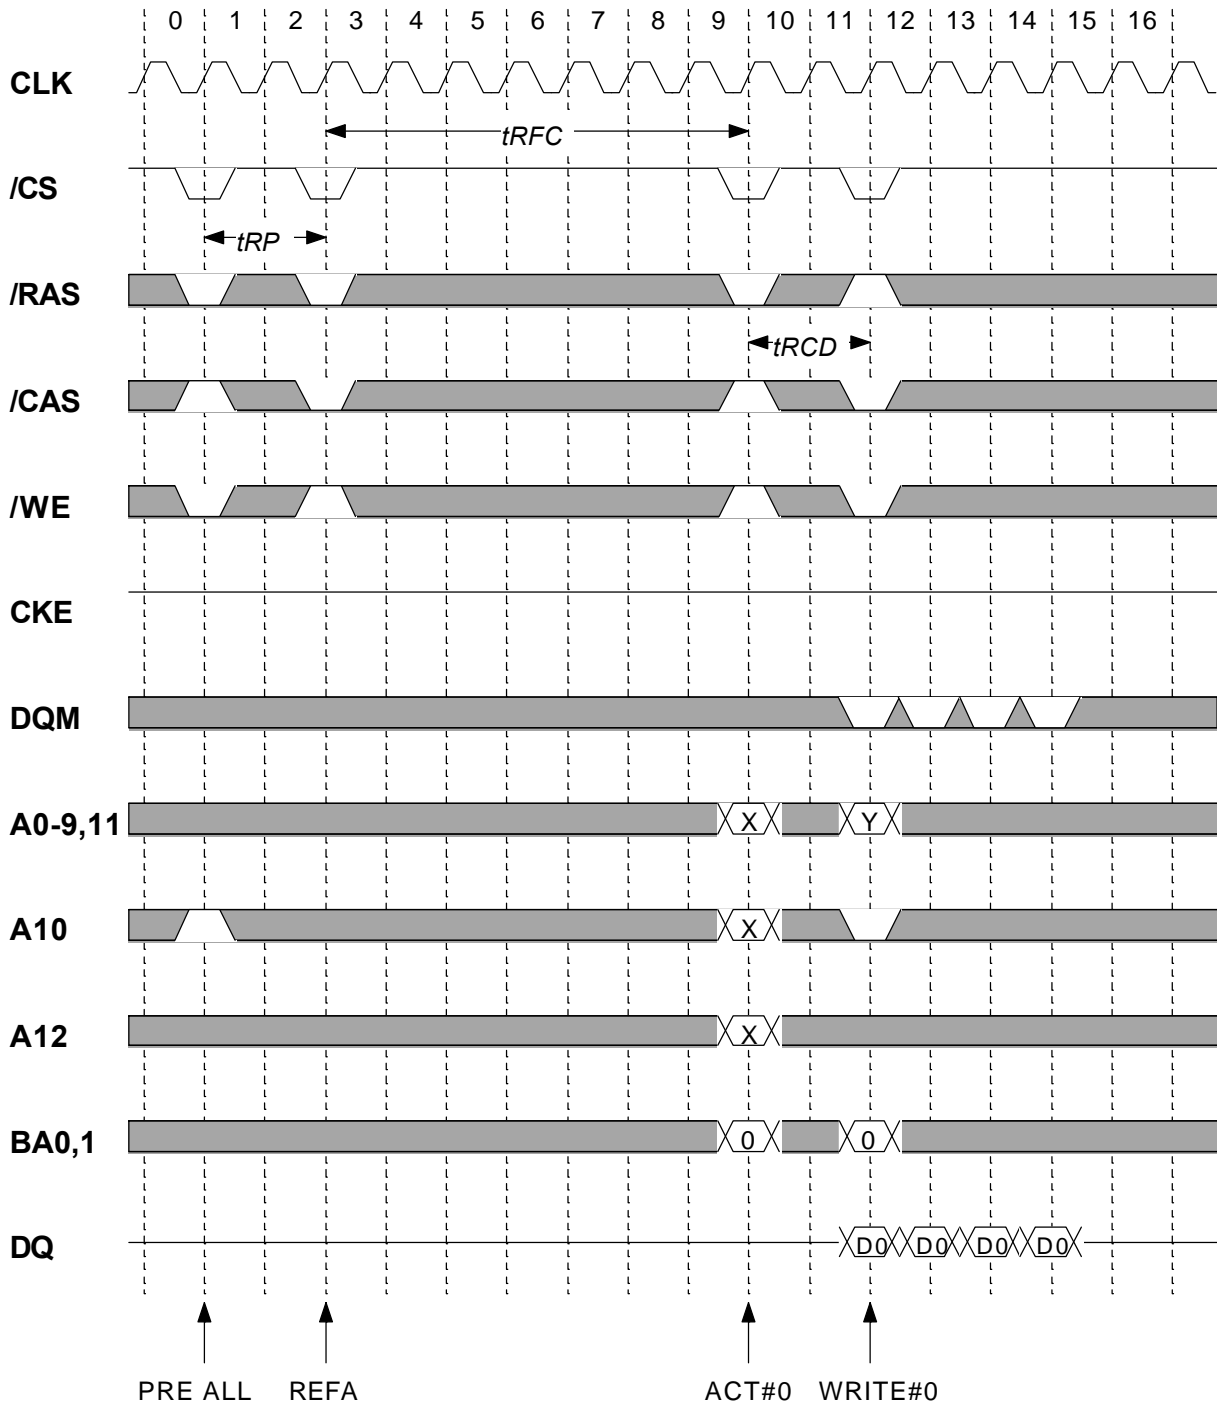 0 1 2 3 4 5 6 7 8 9 10 11 12 13 14 15 16
CLK
tRFC
/CS
tRP
/RAS
tRCD
/CAS
/WE
CKE
DQM
A0-9,11 X Y
A10 X
A12 X
BA0,1 0 0
DQ D0 D0 D0 D0
PRE ALL REFA ACT#0 WRITE#0